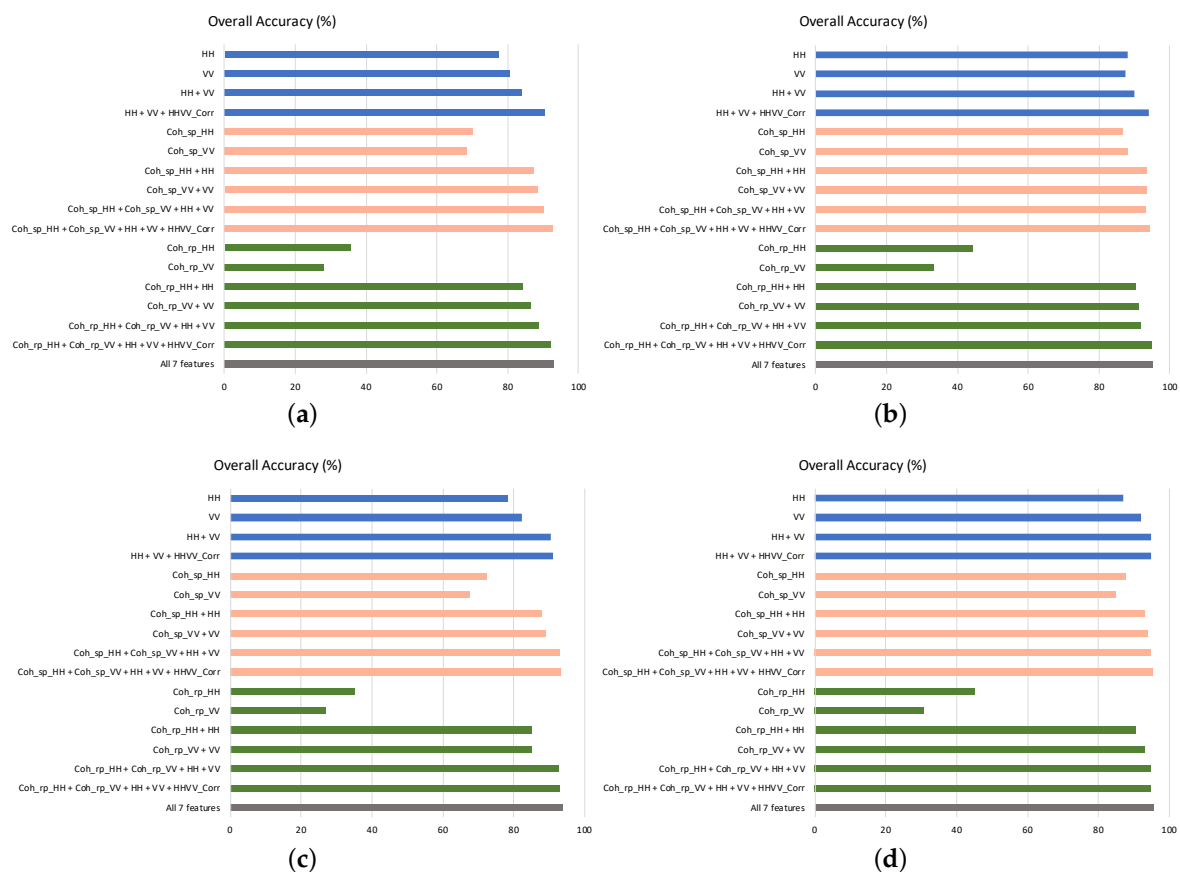 Overall Accuracy (%)
HH
VV
HH + VV
HH + VV + HHVV_Corr
Coh_sp_HH
Coh_sp_VV
Coh_sp_HH + HH
Coh_sp_VV + VV
Coh_sp_HH + Coh_sp_VV + HH + VV
Coh_sp_HH + Coh_sp_VV + HH + VV + HHVV_Corr
Coh_rp_HH
Coh_rp_VV
Coh_rp_HH + HH
Coh_rp_VV + VV
Coh_rp_HH + Coh_rp_VV + HH + VV
Coh_rp_HH + Coh_rp_VV + HH + VV + HHVV_Corr
All 7 features
0 20 40 60 80 100
(a)
Overall Accuracy (%)
HH
VV
HH + VV
HH + VV + HHVV_Corr
Coh_sp_HH
Coh_sp_VV
Coh_sp_HH + HH
Coh_sp_VV + VV
Coh_sp_HH + Coh_sp_VV + HH + VV
Coh_sp_HH + Coh_sp_VV + HH + VV + HHVV_Corr
Coh_rp_HH
Coh_rp_VV
Coh_rp_HH + HH
Coh_rp_VV + VV
Coh_rp_HH + Coh_rp_VV + HH + VV
Coh_rp_HH + Coh_rp_VV + HH + VV + HHVV_Corr
All 7 features
0 20 40 60 80 100
(b)
Overall Accuracy (%)
HH
VV
HH + VV
HH + VV + HHVV_Corr
Coh_sp_HH
Coh_sp_VV
Coh_sp_HH + HH
Coh_sp_VV + VV
Coh_sp_HH + Coh_sp_VV + HH + VV
Coh_sp_HH + Coh_sp_VV + HH + VV + HHVV_Corr
Coh_rp_HH
Coh_rp_VV
Coh_rp_HH + HH
Coh_rp_VV + VV
Coh_rp_HH + Coh_rp_VV + HH + VV
Coh_rp_HH + Coh_rp_VV + HH + VV + HHVV_Corr
All 7 features
0 20 40 60 80 100
(c)
Overall Accuracy (%)
HH
VV
HH + VV
HH + VV + HHVV_Corr
Coh_sp_HH
Coh_sp_VV
Coh_sp_HH + HH
Coh_sp_VV + VV
Coh_sp_HH + Coh_sp_VV + HH + VV
Coh_sp_HH + Coh_sp_VV + HH + VV + HHVV_Corr
Coh_rp_HH
Coh_rp_VV
Coh_rp_HH + HH
Coh_rp_VV + VV
Coh_rp_HH + Coh_rp_VV + HH + VV
Coh_rp_HH + Coh_rp_VV + HH + VV + HHVV_Corr
All 7 features
0 20 40 60 80 100
(d)